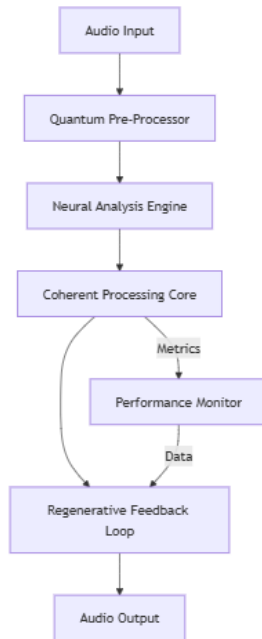 Audio Input
Quantum Pre-Processor
Neural Analysis Engine
Coherent Processing Core
Metrics
Performance Monitor
Data
Regenerative Feedback
Loop
Audio Output